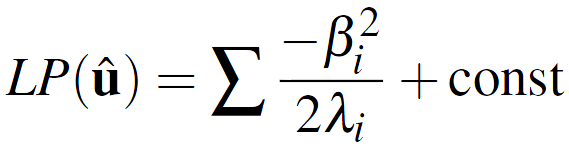 LP(û) = ∑ −β_i^2 / 2λ_i + const